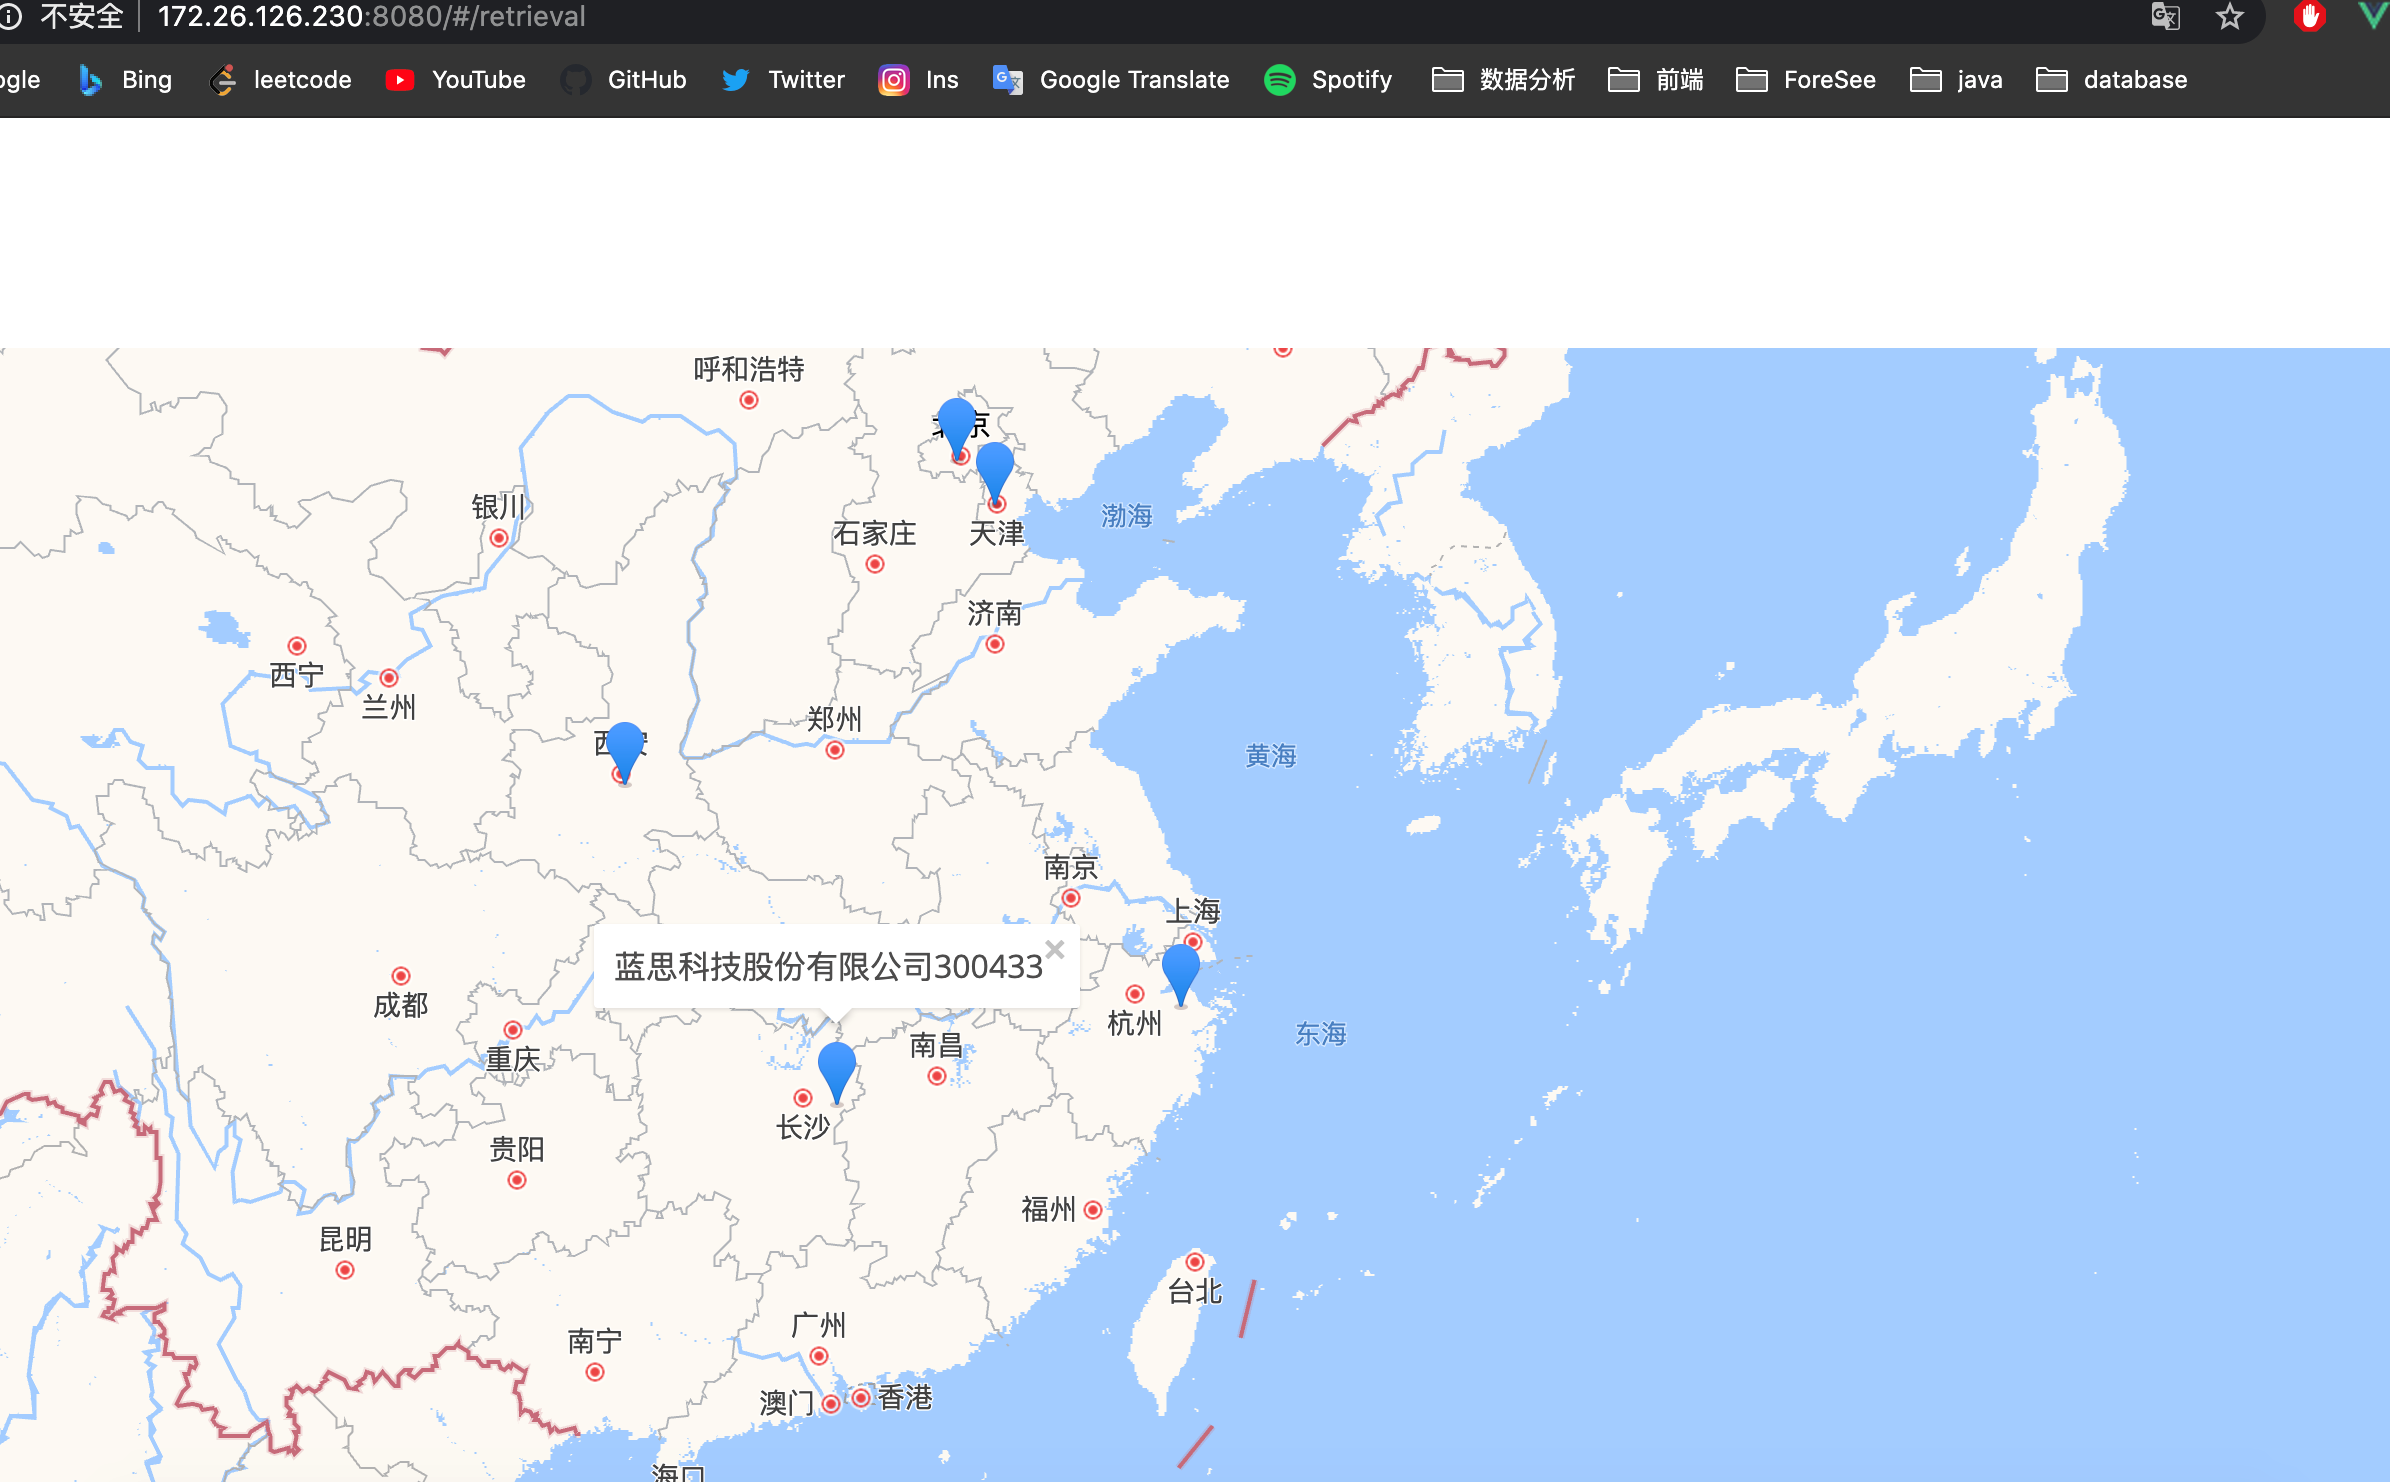 不安全 172.26.126.230:8080/#/retrieval
ogle Bing leetcode YouTube GitHub Twitter Ins Google Translate Spotify 数据分析 前端 ForeSee java database
呼和浩特
北京
银川
渤海
石家庄
天津
济南
西宁
兰州
郑州
西安
黄海
南京
上海
蓝思科技股份有限公司300433
成都
杭州
东海
南昌
重庆
长沙
贵阳
福州
昆明
台北
广州
南宁
澳门
香港
海口